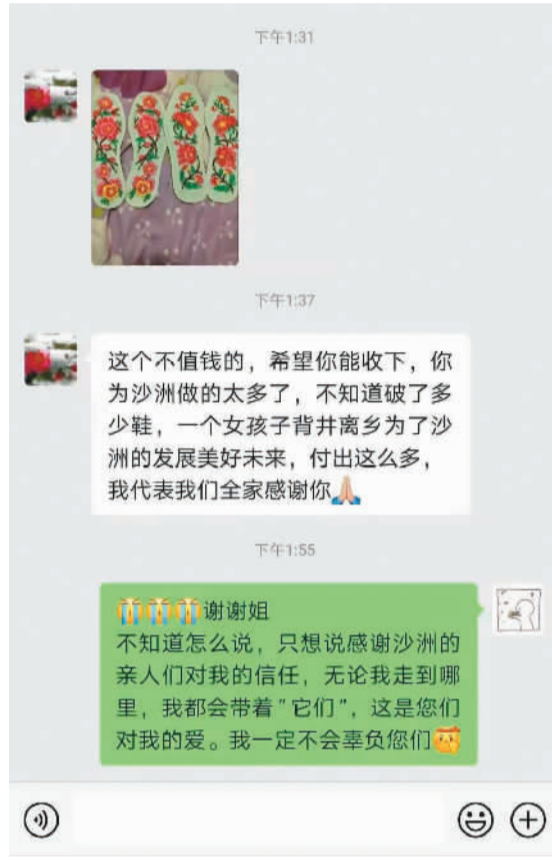 下午1:31
下午1:37
这个不值钱的，希望你能收下，你
为沙洲做的太多了，不知道破了多
少鞋，一个女孩子背井离乡为了沙
洲的发展美好未来，付出这么多，
我代表我们全家感谢你🙏
下午1:55
😭😭😭谢谢姐
不知道怎么说，只想说感谢沙洲的
亲人们对我的信任，无论我走到哪
里，我都会带着“它们”，这是您们
对我的爱。我一定不会辜负您们